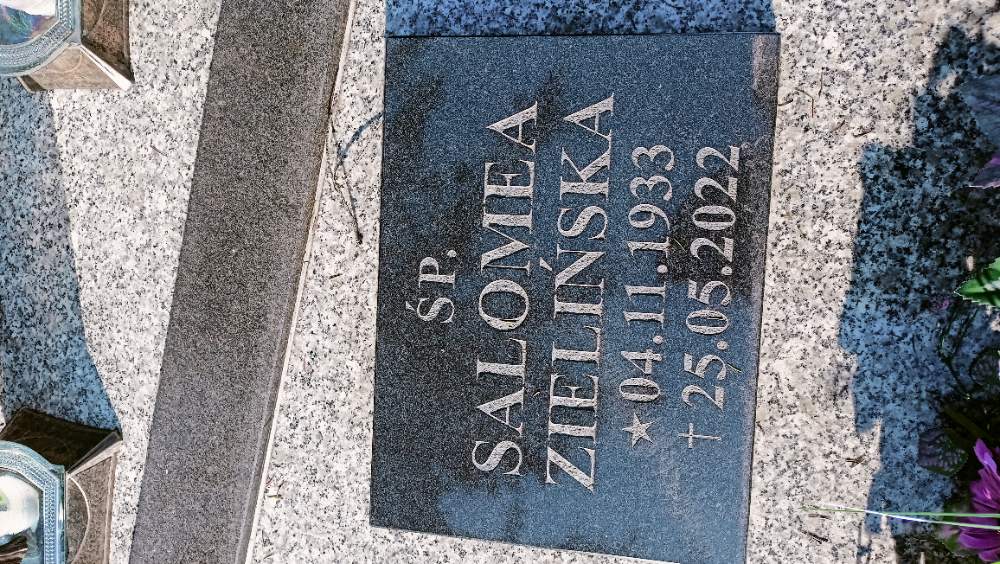 ŚP.
SALOMEA
ZIELIŃSKA
★04.11.1933
†25.05.2022